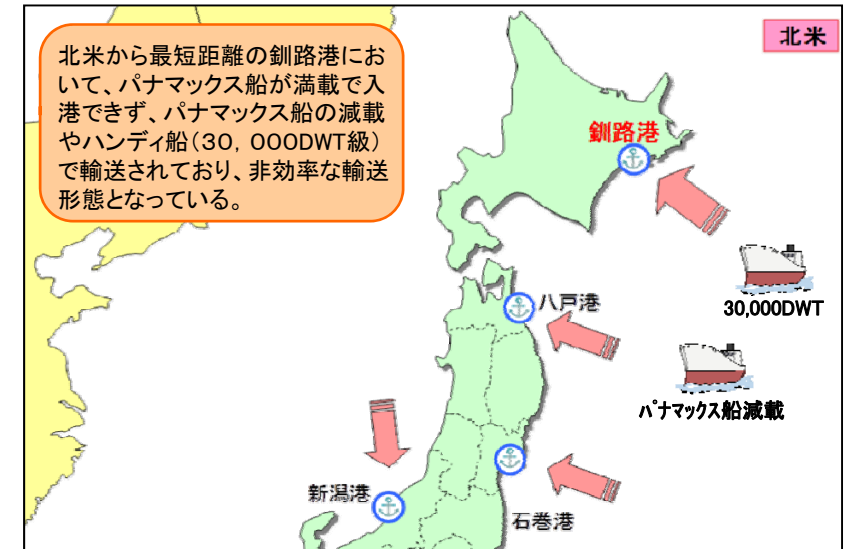 北米から最短距離の釧路港にお
いて、パナマックス船が満載で入
港できず、パナマックス船の減載
やハンディ船(30,000DWT級)
で輸送されており、非効率な輸送
形態となっている。
北米
釧路港
30,000DWT
八戸港
パナマックス船減載
新潟港
石巻港